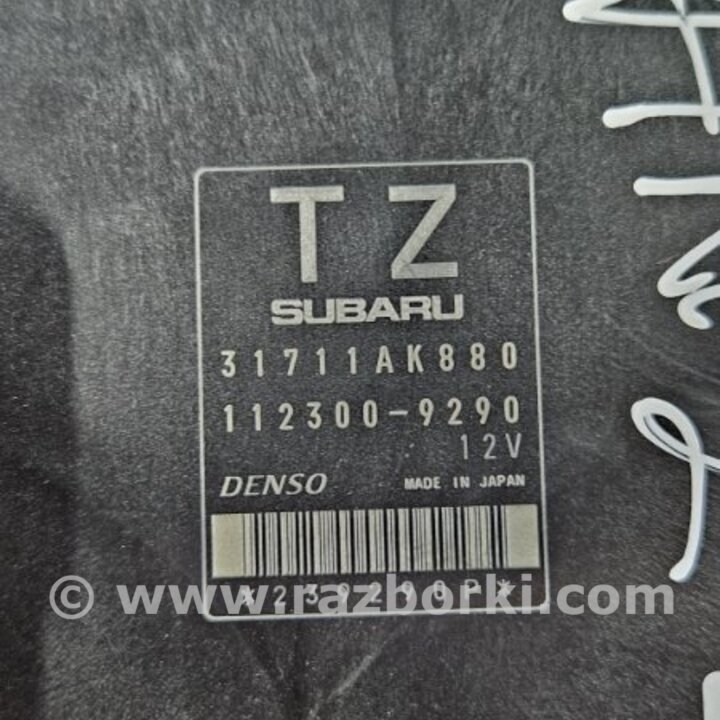 TZ
SUBARU
31711AK880
112300-9290
12V
DENSO MADE IN JAPAN
© www.razborki.com